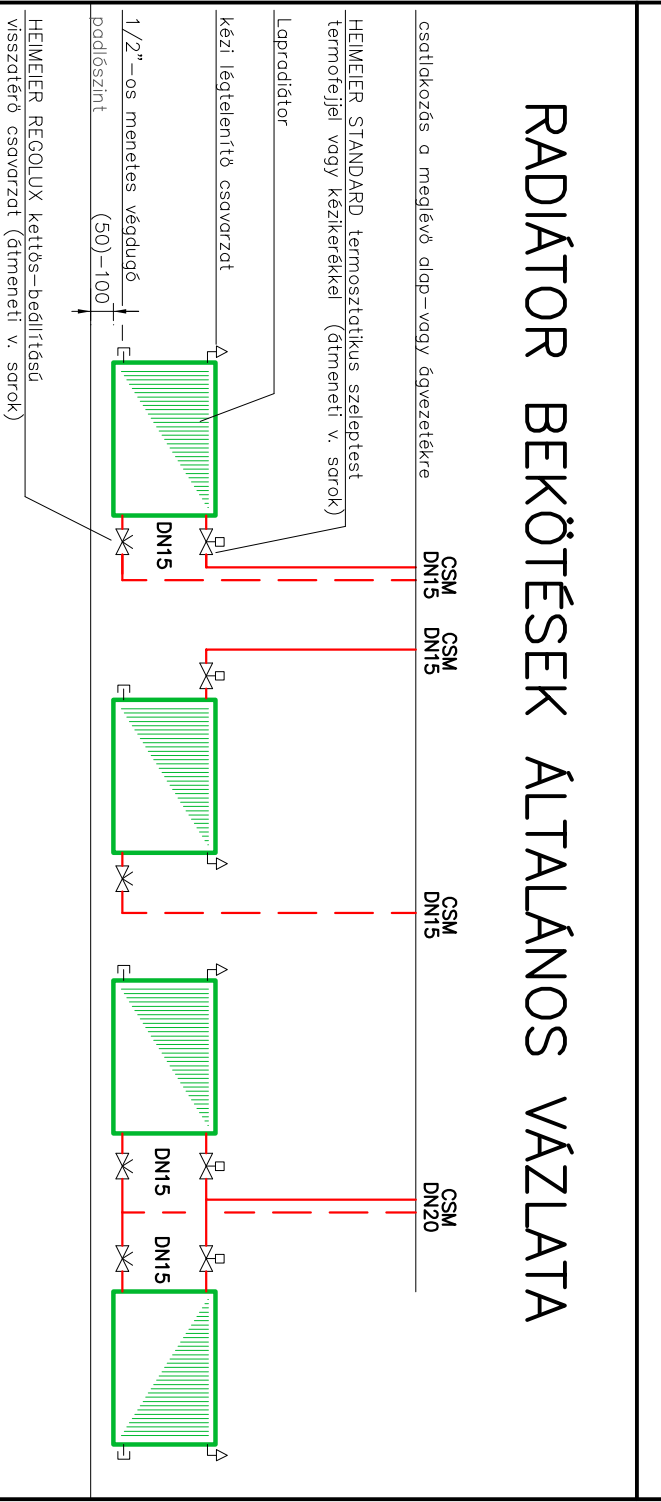 RADIÁTOR BEKÖTÉSEK ÁLTALÁNOS VÁZLATA
csatlakozás a meglévő alap-vagy ágvezetékre
CSM
DN15
CSM
DN15
CSM
DN15
CSM
DN20
HEIMEIER STANDARD termosztatikus szeleptest
termofejjel vagy kézikerékkel (átmeneti v. sarok)
Lapradiátor
kézi légtelenítő csavarzat
DN15
DN15
DN15
1/2"-os menetes végdugó
(50)-100
padlószint
HEIMEIER REGOLUX kettős-beállítású
visszatérő csavarzat (átmeneti v. sarok)